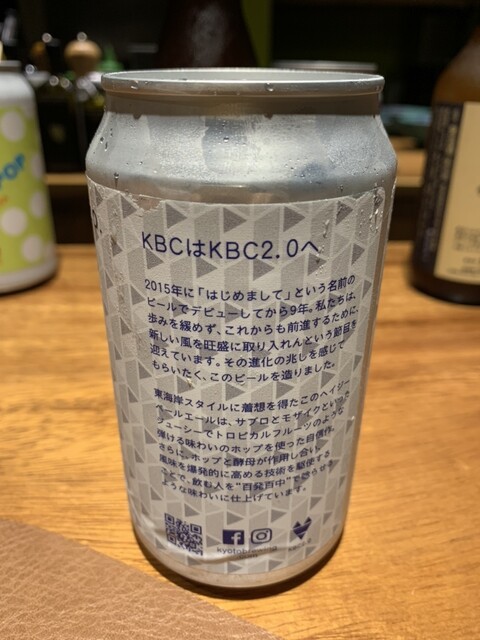 KBCはKBC2.0へ
2015年に「はじめまして」という名前の
ビールでデビューしてから9年。私たちは、
歩みを緩めず、これからも前進するために、
新しい風を旺盛に取り入れんという節目を
迎えています。その進化の兆しを感じて
もらいたく、このビールを造りました。
東海岸スタイルに着想を得たこのヘイジー
ペールエールは、サブロとモザイクといった
ジューシーでトロピカルフルーツのような
弾ける味わいのホップを使った自信作。
さらに、ホップと酵母が作用し合い、
風味を爆発的に高める技術を駆使する
ことで、飲む人を"百発百中"で唸らせる
ような味わいに仕上げています。
kyotobrewing
POP